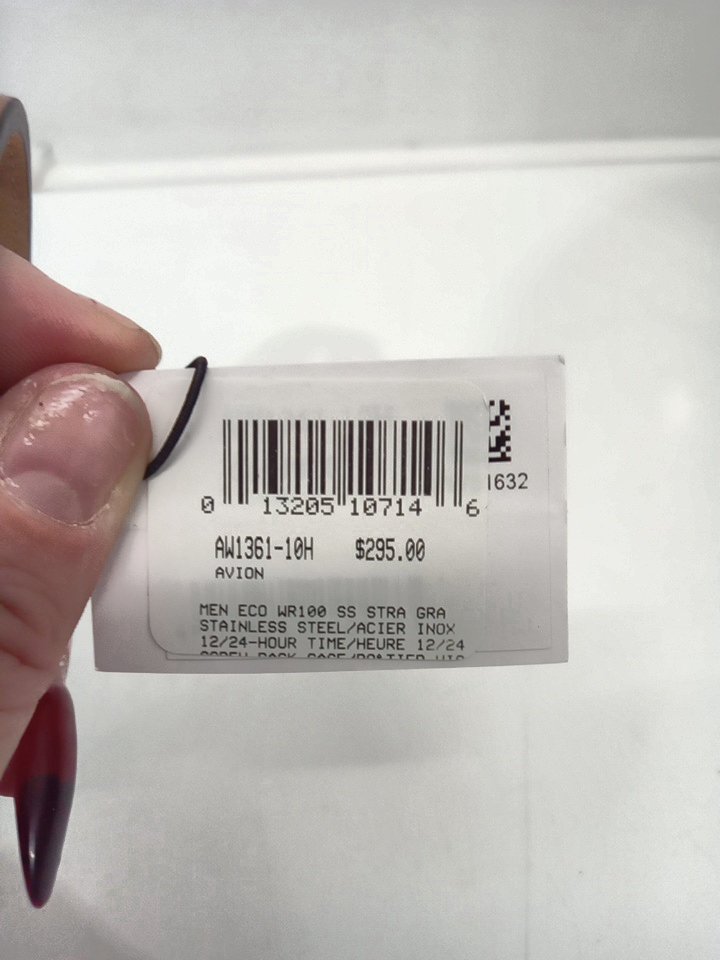 0 13205 10714 6
1632
AW1361-10H $295.00
AVION
MEN ECO WR100 SS STRA GRA
STAINLESS STEEL/ACIER INOX
12/24-HOUR TIME/HEURE 12/24